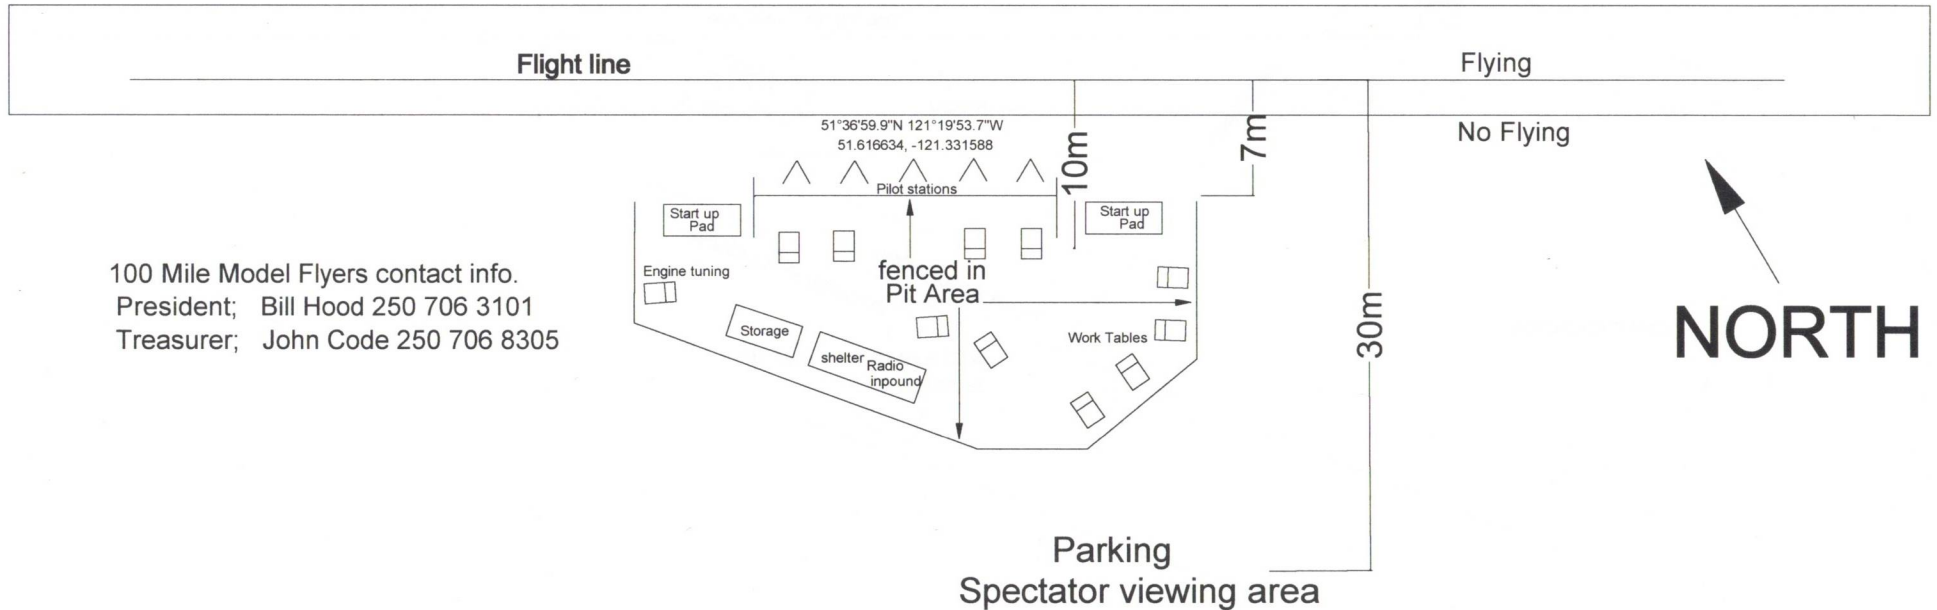 Flight line
Flying
No Flying
51°36'59.9"N 121°19'53.7"W
51.616634, -121.331588
10m
7m
Pilot stations
Start up
Pad
Start up
Pad
100 Mile Model Flyers contact info.
President; Bill Hood 250 706 3101
Treasurer; John Code 250 706 8305
Engine tuning
fenced in
Pit Area
Storage
shelter
Radio
inpound
Work Tables
30m
NORTH
Parking
Spectator viewing area